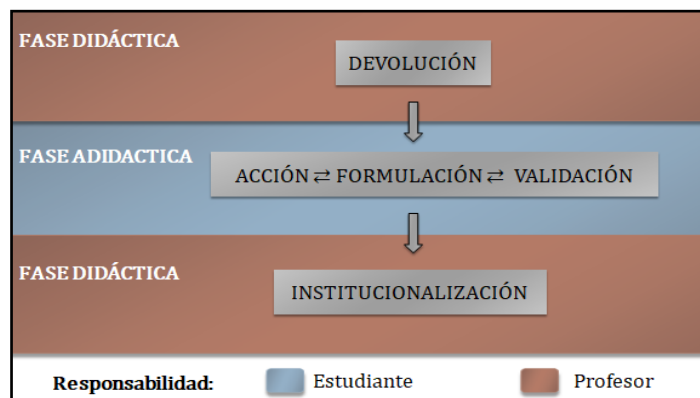 FASE DIDÁCTICA
DEVOLUCIÓN
FASE ADIDACTICA
ACCIÓN ⇄ FORMULACIÓN ⇄ VALIDACIÓN
FASE DIDÁCTICA
INSTITUCIONALIZACIÓN
Responsabilidad: Estudiante Profesor